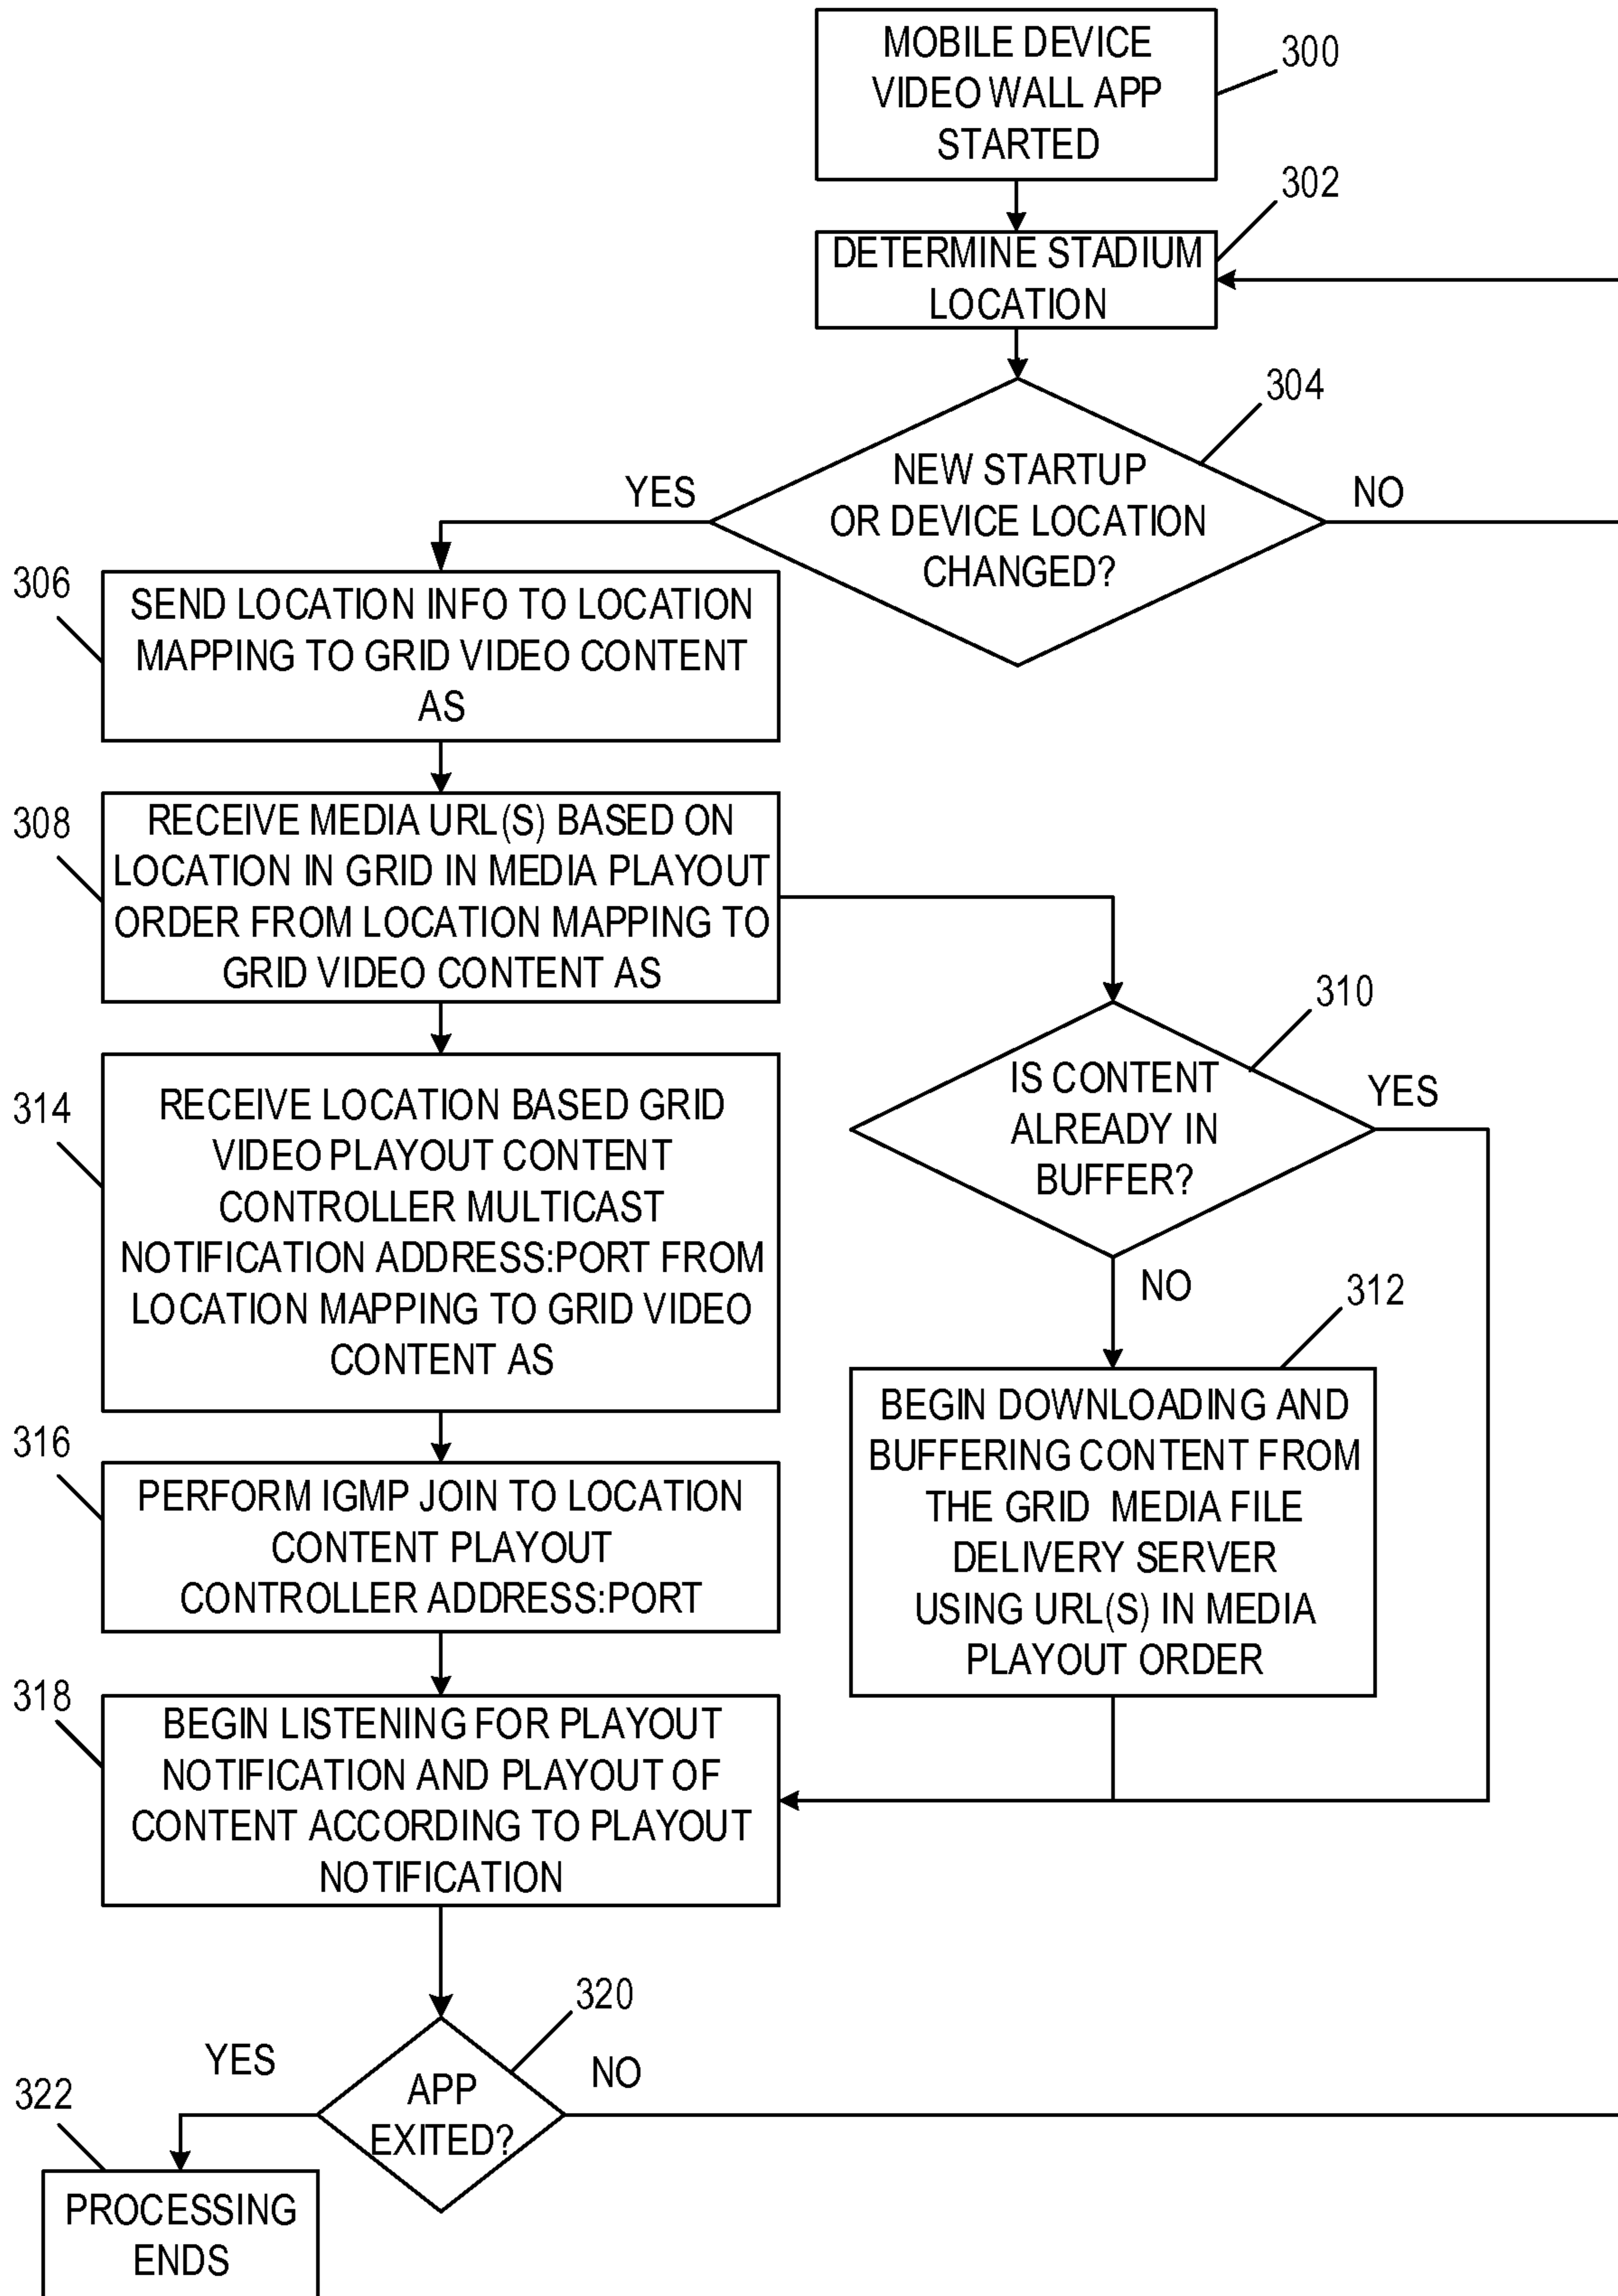 MOBILE DEVICE
VIDEO WALL APP
STARTED
300
302
DETERMINE STADIUM
LOCATION
304
NEW STARTUP
OR DEVICE LOCATION
CHANGED?
YES
NO
306
SEND LOCATION INFO TO LOCATION
MAPPING TO GRID VIDEO CONTENT
AS
308
RECEIVE MEDIA URL(S) BASED ON
LOCATION IN GRID IN MEDIA PLAYOUT
ORDER FROM LOCATION MAPPING TO
GRID VIDEO CONTENT AS
310
IS CONTENT
ALREADY IN
BUFFER?
YES
NO
312
BEGIN DOWNLOADING AND
BUFFERING CONTENT FROM
THE GRID MEDIA FILE
DELIVERY SERVER
USING URL(S) IN MEDIA
PLAYOUT ORDER
314
RECEIVE LOCATION BASED GRID
VIDEO PLAYOUT CONTENT
CONTROLLER MULTICAST
NOTIFICATION ADDRESS:PORT FROM
LOCATION MAPPING TO GRID VIDEO
CONTENT AS
316
PERFORM IGMP JOIN TO LOCATION
CONTENT PLAYOUT
CONTROLLER ADDRESS:PORT
318
BEGIN LISTENING FOR PLAYOUT
NOTIFICATION AND PLAYOUT OF
CONTENT ACCORDING TO PLAYOUT
NOTIFICATION
320
APP
EXITED?
YES
NO
322
PROCESSING
ENDS